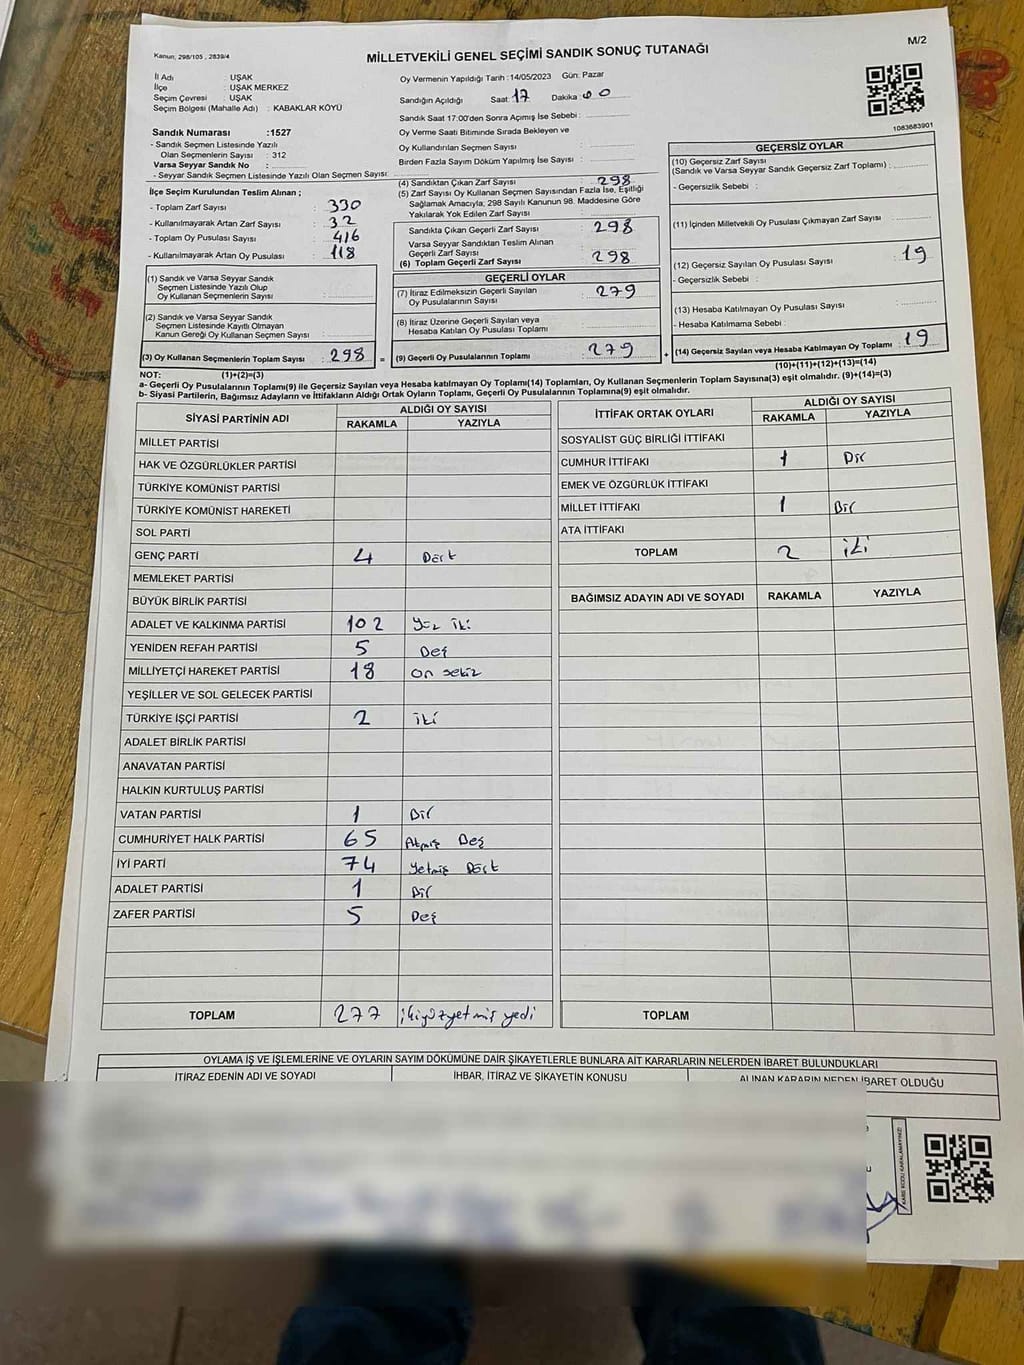 MİLLETVEKİLİ GENEL SEÇİMİ SANDIK SONUÇ TUTANAĞI
M/2
Kanun: 298/105 , 2839/4
İl Adı : UŞAK
İlçe : UŞAK MERKEZ
Seçim Çevresi : UŞAK
Seçim Bölgesi (Mahalle Adı) : KABAKLAR KÖYÜ
Sandık Numarası :1527
- Sandık Seçmen Listesinde Yazılı
Olan Seçmenlerin Sayısı : 312
Varsa Seyyar Sandık No :
- Seyyar Sandık Seçmen Listesinde Yazılı Olan Seçmen Sayısı:
Oy Vermenin Yapıldığı Tarih :14/05/2023 Gün: Pazar
Sandığın Açıldığı Saat: 17 Dakika 00
Sandık Saat 17:00'den Sonra Açılmış İse Sebebi :
Oy Verme Saati Bitiminde Sırada Bekleyen ve
Oy Kullandırılan Seçmen Sayısı :
Birden Fazla Sayım Döküm Yapılmış İse Sayısı :
1083683901
İlçe Seçim Kurulundan Teslim Alınan ;
- Toplam Zarf Sayısı : 330
- Kullanılmayarak Artan Zarf Sayısı : 32
- Toplam Oy Pusulası Sayısı : 416
- Kullanılmayarak Artan Oy Pusulası : 118
(1) Sandık ve Varsa Seyyar Sandık
Seçmen Listesinde Yazılı Olup
Oy Kullanan Seçmenlerin Sayısı :
(2) Sandık ve Varsa Seyyar Sandık
Seçmen Listesinde Kayıtlı Olmayan
Kanun Gereği Oy Kullanan Seçmen Sayısı :
(3) Oy Kullanan Seçmenlerin Toplam Sayısı : 298 =
(4) Sandıktan Çıkan Zarf Sayısı : 298
(5) Zarf Sayısı Oy Kullanan Seçmen Sayısından Fazla İse, Eşitliği
Sağlamak Amacıyla; 298 Sayılı Kanunun 98. Maddesine Göre
Yakılarak Yok Edilen Zarf Sayısı :
Sandıkta Çıkan Geçerli Zarf Sayısı : 298
Varsa Seyyar Sandıktan Teslim Alınan
Geçerli Zarf Sayısı :
(6) Toplam Geçerli Zarf Sayısı : 298
GEÇERLİ OYLAR
(7) İtiraz Edilmeksizin Geçerli Sayılan
Oy Pusulalarının Sayısı : 279
(8) İtiraz Üzerine Geçerli Sayılan veya
Hesaba Katılan Oy Pusulası Toplamı :
(9) Geçerli Oy Pusulalarının Toplamı : 279 +
GEÇERSİZ OYLAR
(10) Geçersiz Zarf Sayısı
(Sandık ve Varsa Seyyar Sandık Geçersiz Zarf Toplamı) :
- Geçersizlik Sebebi :
(11) İçinden Milletvekili Oy Pusulası Çıkmayan Zarf Sayısı :
(12) Geçersiz Sayılan Oy Pusulası Sayısı : 19
- Geçersizlik Sebebi :
(13) Hesaba Katılmayan Oy Pusulası Sayısı :
- Hesaba Katılmama Sebebi :
(14) Geçersiz Sayılan veya Hesaba Katılmayan Oy Toplamı : 19
NOT: (1)+(2)=(3)
(10)+(11)+(12)+(13)=(14)
a- Geçerli Oy Pusulalarının Toplamı(9) ile Geçersiz Sayılan veya Hesaba katılmayan Oy Toplamı(14) Toplamları, Oy Kullanan Seçmenlerin Toplam Sayısına(3) eşit olmalıdır. (9)+(14)=(3)
b- Siyasi Partilerin, Bağımsız Adayların ve İttifakların Aldığı Ortak Oyların Toplamı, Geçerli Oy Pusulalarının Toplamına(9) eşit olmalıdır.
SİYASİ PARTİNİN ADI ALDIĞI OY SAYISI
RAKAMLA YAZIYLA
MİLLET PARTİSİ
HAK VE ÖZGÜRLÜKLER PARTİSİ
TÜRKİYE KOMÜNİST PARTİSİ
TÜRKİYE KOMÜNİST HAREKETİ
SOL PARTİ
GENÇ PARTİ 4 Dört
MEMLEKET PARTİSİ
BÜYÜK BİRLİK PARTİSİ
ADALET VE KALKINMA PARTİSİ 102 Yüz iki
YENİDEN REFAH PARTİSİ 5 Beş
MİLLİYETÇİ HAREKET PARTİSİ 18 On sekiz
YEŞİLLER VE SOL GELECEK PARTİSİ
TÜRKİYE İŞÇİ PARTİSİ 2 iki
ADALET BİRLİK PARTİSİ
ANAVATAN PARTİSİ
HALKIN KURTULUŞ PARTİSİ
VATAN PARTİSİ 1 Bir
CUMHURİYET HALK PARTİSİ 65 Atmış Beş
İYİ PARTİ 74 Yetmiş Dört
ADALET PARTİSİ 1 Bir
ZAFER PARTİSİ 5 Beş
TOPLAM 277 ikiyüzyetmiş yedi
İTTİFAK ORTAK OYLARI ALDIĞI OY SAYISI
RAKAMLA YAZIYLA
SOSYALİST GÜÇ BİRLİĞİ İTTİFAKI
CUMHUR İTTİFAKI 1 Bir
EMEK VE ÖZGÜRLÜK İTTİFAKI
MİLLET İTTİFAKI 1 Bir
ATA İTTİFAKI
TOPLAM 2 iki
BAĞIMSIZ ADAYIN ADI VE SOYADI RAKAMLA YAZIYLA
TOPLAM
OYLAMA İŞ VE İŞLEMLERİNE VE OYLARIN SAYIM DÖKÜMÜNE DAİR ŞİKAYETLERLE BUNLARA AİT KARARLARIN NELERDEN İBARET BULUNDUKLARI
İTİRAZ EDENİN ADI VE SOYADI İHBAR, İTİRAZ VE ŞİKAYETİN KONUSU ALINAN KARARIN NEDEN İBARET OLDUĞU